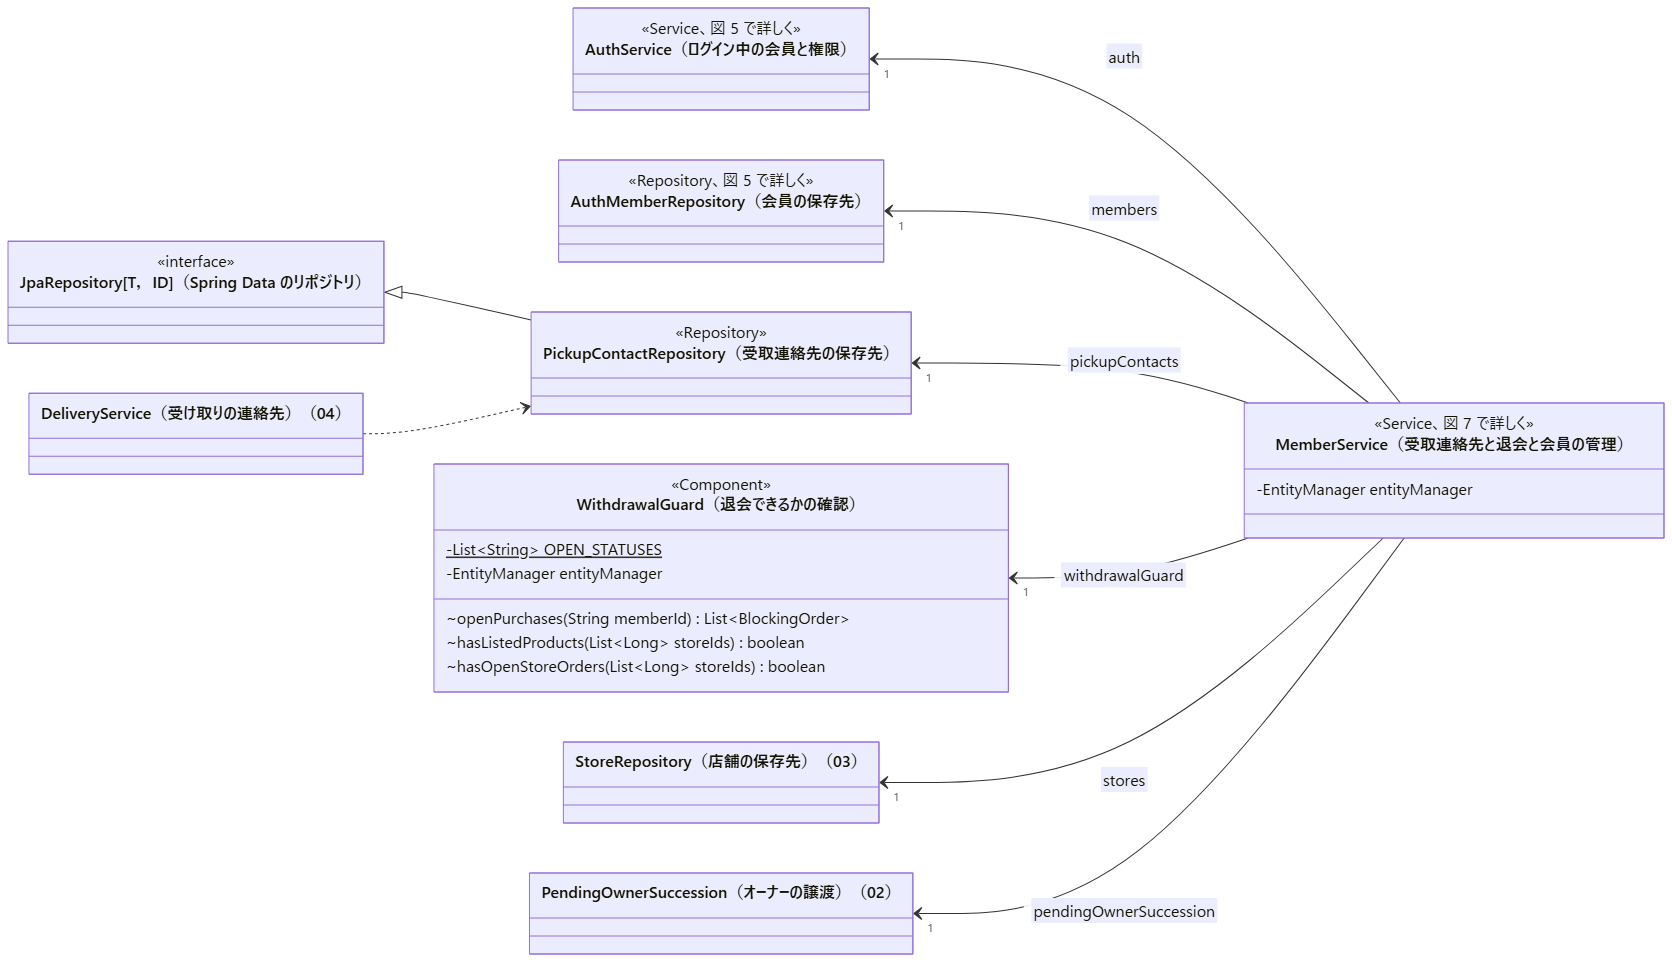 «Service、図 5 で詳しく»
AuthService（ログイン中の会員と権限）
1
auth
«Repository、図 5 で詳しく»
AuthMemberRepository（会員の保存先）
1
members
«interface»
JpaRepository[T, ID]（Spring Data のリポジトリ）
«Repository»
PickupContactRepository（受取連絡先の保存先）
1
pickupContacts
DeliveryService（受け取りの連絡先）（04）
«Service、図 7 で詳しく»
MemberService（受取連絡先と退会と会員の管理）
-EntityManager entityManager
«Component»
WithdrawalGuard（退会できるかの確認）
-List<String> OPEN_STATUSES
-EntityManager entityManager
~openPurchases(String memberId) : List<BlockingOrder>
~hasListedProducts(List<Long> storeIds) : boolean
~hasOpenStoreOrders(List<Long> storeIds) : boolean
1
withdrawalGuard
StoreRepository（店舗の保存先）（03）
1
stores
PendingOwnerSuccession（オーナーの譲渡）（02）
1
pendingOwnerSuccession